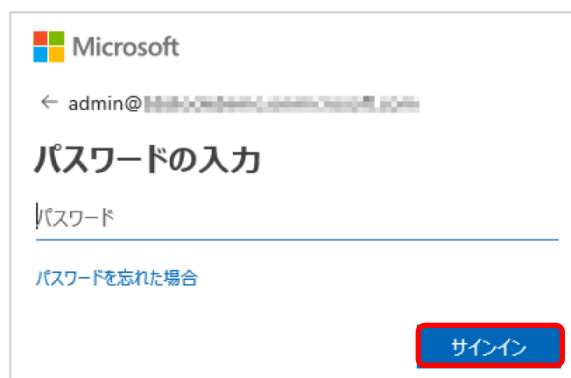 Microsoft
← admin@
パスワードの入力
パスワード
パスワードを忘れた場合
サインイン